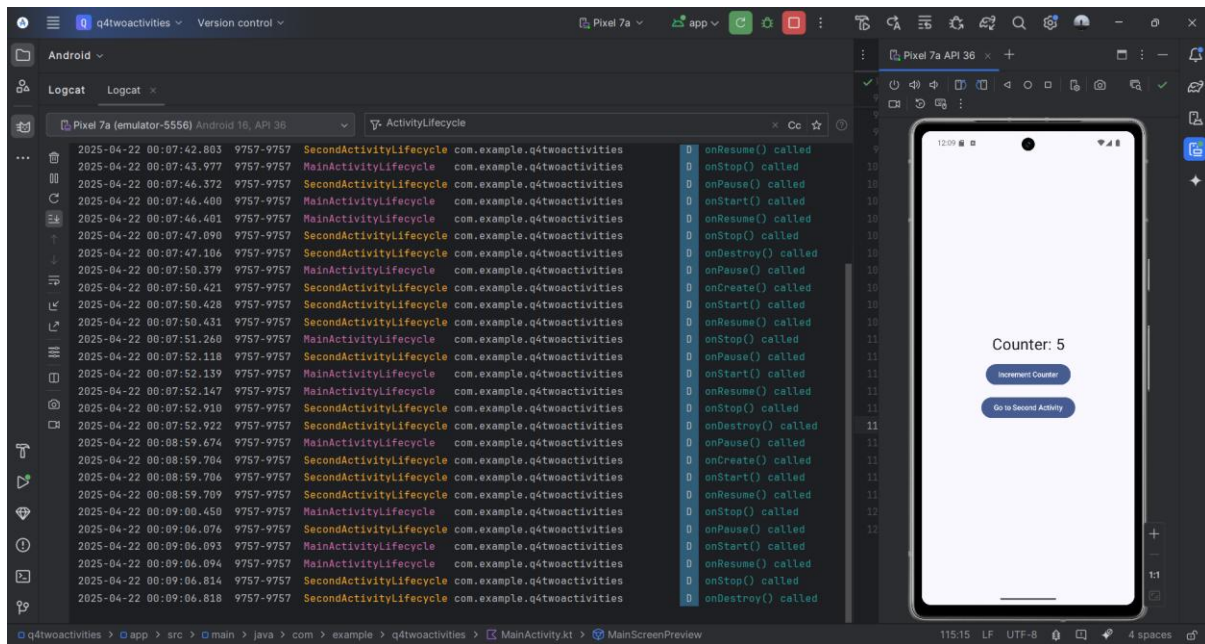 Q q4twoactivities Version control Pixel 7a app
Android
Pixel 7a API 36
Logcat Logcat
Pixel 7a (emulator-5556) Android 16, API 36 ActivityLifecycle Cc
2025-04-22 00:07:42.803 9757-9757 SecondActivityLifecycle com.example.q4twoactivities D onResume() called
2025-04-22 00:07:43.977 9757-9757 MainActivityLifecycle com.example.q4twoactivities D onStop() called
2025-04-22 00:07:46.372 9757-9757 SecondActivityLifecycle com.example.q4twoactivities D onPause() called
2025-04-22 00:07:46.400 9757-9757 MainActivityLifecycle com.example.q4twoactivities D onStart() called
2025-04-22 00:07:46.401 9757-9757 MainActivityLifecycle com.example.q4twoactivities D onResume() called
2025-04-22 00:07:47.090 9757-9757 SecondActivityLifecycle com.example.q4twoactivities D onStop() called
2025-04-22 00:07:47.106 9757-9757 SecondActivityLifecycle com.example.q4twoactivities D onDestroy() called
2025-04-22 00:07:50.379 9757-9757 MainActivityLifecycle com.example.q4twoactivities D onPause() called
2025-04-22 00:07:50.421 9757-9757 SecondActivityLifecycle com.example.q4twoactivities D onCreate() called
2025-04-22 00:07:50.428 9757-9757 SecondActivityLifecycle com.example.q4twoactivities D onStart() called
2025-04-22 00:07:50.431 9757-9757 SecondActivityLifecycle com.example.q4twoactivities D onResume() called
2025-04-22 00:07:51.260 9757-9757 MainActivityLifecycle com.example.q4twoactivities D onStop() called
2025-04-22 00:07:52.118 9757-9757 SecondActivityLifecycle com.example.q4twoactivities D onPause() called
2025-04-22 00:07:52.139 9757-9757 MainActivityLifecycle com.example.q4twoactivities D onStart() called
2025-04-22 00:07:52.147 9757-9757 MainActivityLifecycle com.example.q4twoactivities D onResume() called
2025-04-22 00:07:52.910 9757-9757 SecondActivityLifecycle com.example.q4twoactivities D onStop() called
2025-04-22 00:07:52.922 9757-9757 SecondActivityLifecycle com.example.q4twoactivities D onDestroy() called
2025-04-22 00:08:59.674 9757-9757 MainActivityLifecycle com.example.q4twoactivities D onPause() called
2025-04-22 00:08:59.704 9757-9757 SecondActivityLifecycle com.example.q4twoactivities D onCreate() called
2025-04-22 00:08:59.706 9757-9757 SecondActivityLifecycle com.example.q4twoactivities D onStart() called
2025-04-22 00:08:59.709 9757-9757 SecondActivityLifecycle com.example.q4twoactivities D onResume() called
2025-04-22 00:09:00.450 9757-9757 MainActivityLifecycle com.example.q4twoactivities D onStop() called
2025-04-22 00:09:06.076 9757-9757 SecondActivityLifecycle com.example.q4twoactivities D onPause() called
2025-04-22 00:09:06.093 9757-9757 MainActivityLifecycle com.example.q4twoactivities D onStart() called
2025-04-22 00:09:06.094 9757-9757 MainActivityLifecycle com.example.q4twoactivities D onResume() called
2025-04-22 00:09:06.814 9757-9757 SecondActivityLifecycle com.example.q4twoactivities D onStop() called
2025-04-22 00:09:06.818 9757-9757 SecondActivityLifecycle com.example.q4twoactivities D onDestroy() called
12:09
Counter: 5
Increment Counter
Go to Second Activity
1:1
q4twoactivities > app > src > main > java > com > example > q4twoactivities > MainActivity.kt > MainScreenPreview 115:15 LF UTF-8 4 spaces